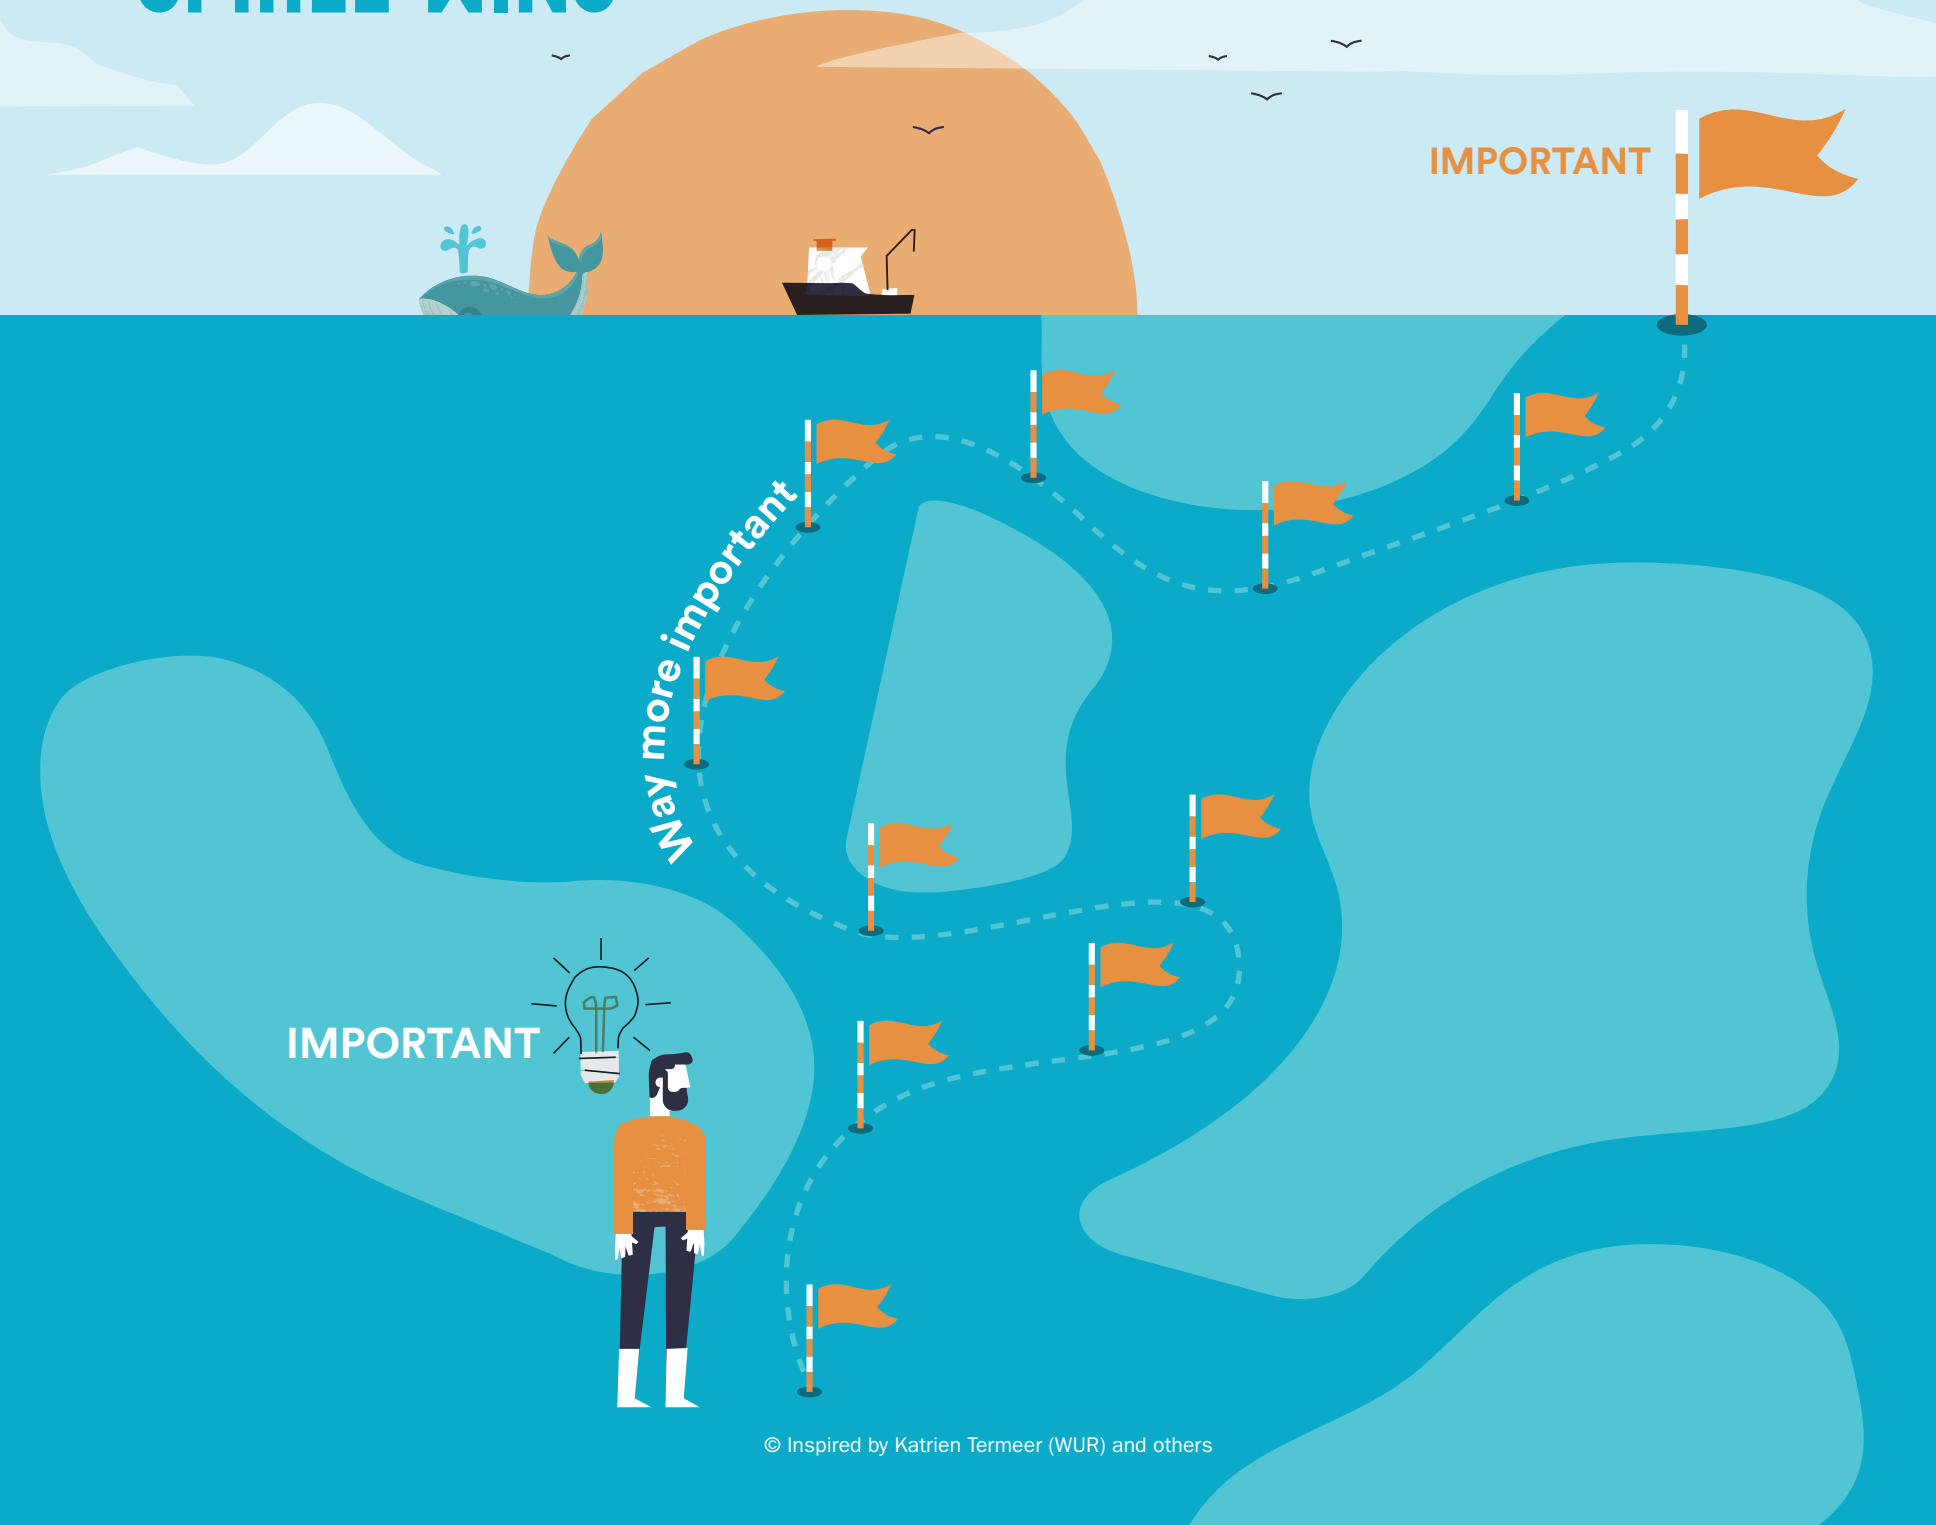 IMPORTANT
Way more important
IMPORTANT
© Inspired by Katrien Termeer (WUR) and others